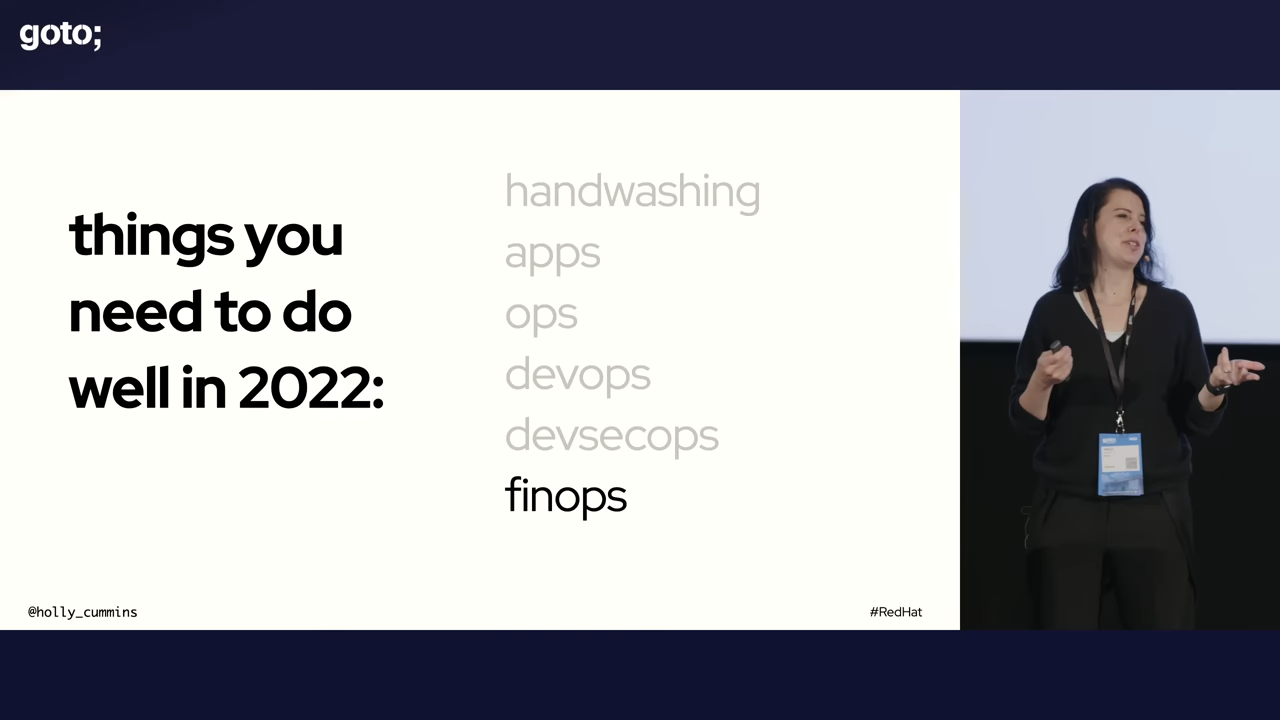 goto;
things you
need to do
well in 2022:
handwashing
apps
ops
devops
devsecops
finops
@holly_cummins
#RedHat